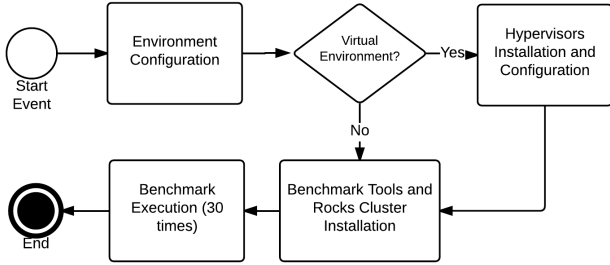 Start
Event
Environment
Configuration
Virtual
Environment?
Yes
Hypervisors
Installation and
Configuration
No
Benchmark Tools and
Rocks Cluster
Installation
Benchmark
Execution (30
times)
End